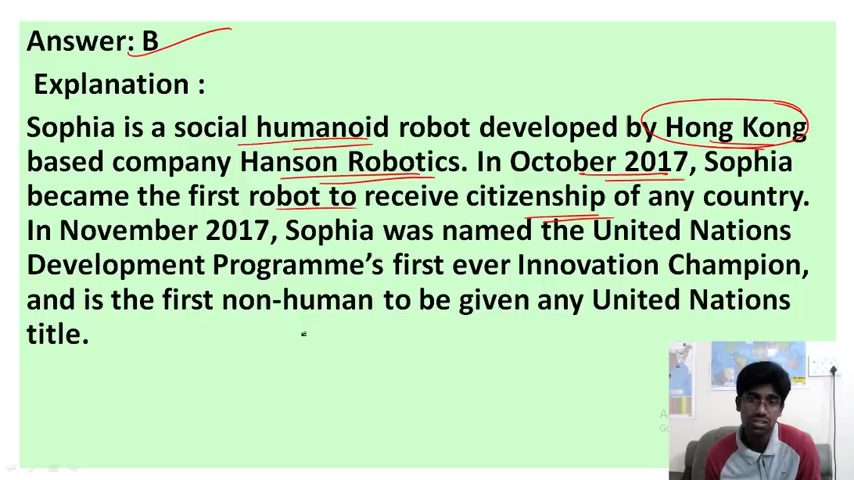 Answer: B
Explanation :
Sophia is a social humanoid robot developed by Hong Kong
based company Hanson Robotics. In October 2017, Sophia
became the first robot to receive citizenship of any country.
In November 2017, Sophia was named the United Nations
Development Programme’s first ever Innovation Champion,
and is the first non-human to be given any United Nations
title.